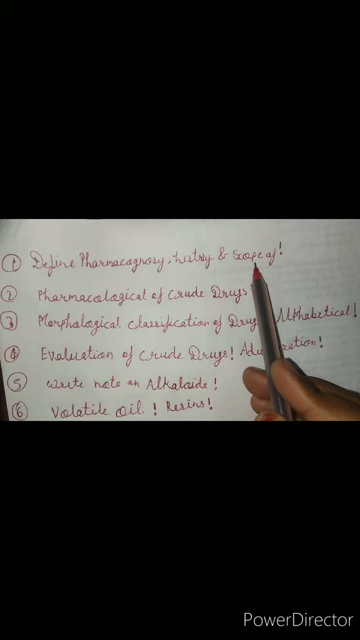 ① Define Pharmacognosy, History & Scope of!
② Pharmacological of Crude Drugs
③ Morphological classification of Drugs Alphabetical!
④ Evaluation of Crude Drugs! Adu
⑤ write note on Alkaloide!
⑥ Volatile oil! Resins!
PowerDirector